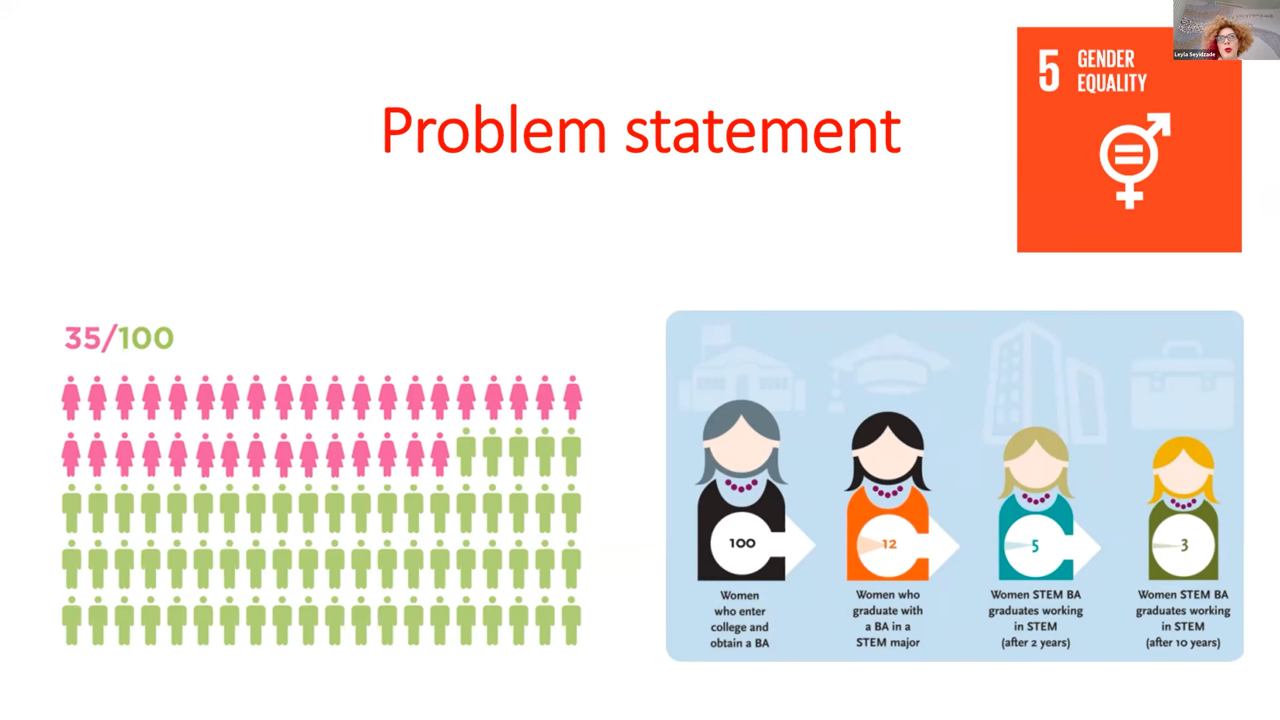 Leyla Seyidzade
5 GENDER
EQUALITY
Problem statement
35/100
100
12
5
3
Women
who enter
college and
obtain a BA
Women who
graduate with
a BA in a
STEM major
Women STEM BA
graduates working
in STEM
(after 2 years)
Women STEM BA
graduates working
in STEM
(after 10 years)